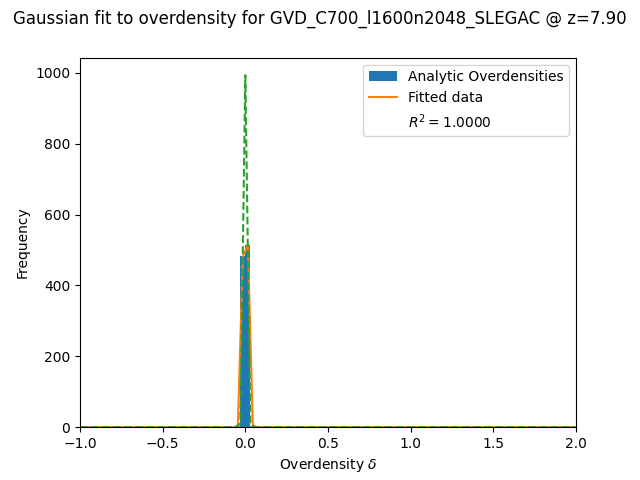 Gaussian fit to overdensity for GVD_C700_l1600n2048_SLEGAC @ z=7.90
Analytic Overdensities
Fitted data
R² = 1.0000
Frequency
1000
800
600
400
200
0
−1.0 −0.5 0.0 0.5 1.0 1.5 2.0
Overdensity δ